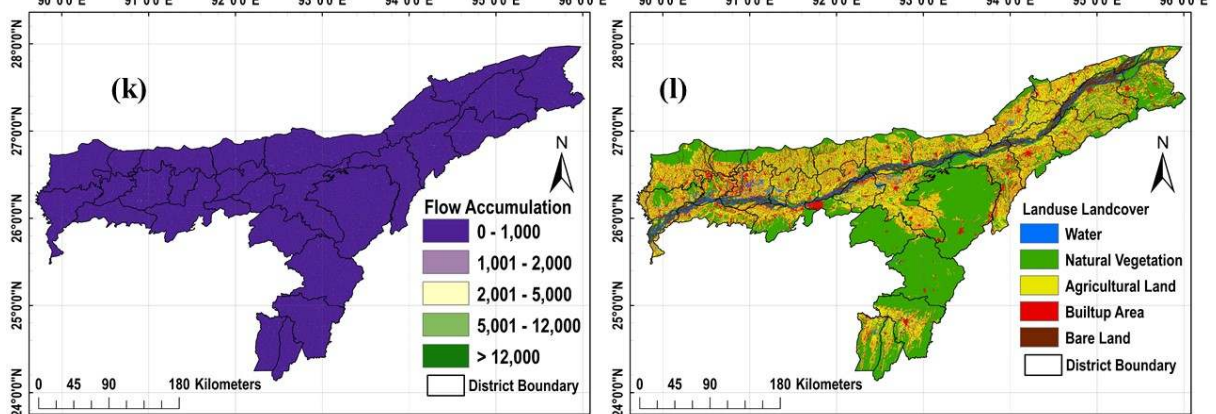 90°0'0"E 91°0'0"E 92°0'0"E 93°0'0"E 94°0'0"E 95°0'0"E 96°0'0"E
28°0'0"N
27°0'0"N
26°0'0"N
25°0'0"N
24°0'0"N
(k)
N
Flow Accumulation
0 - 1,000
1,001 - 2,000
2,001 - 5,000
5,001 - 12,000
> 12,000
District Boundary
0 45 90 180 Kilometers
90°0'0"E 91°0'0"E 92°0'0"E 93°0'0"E 94°0'0"E 95°0'0"E 96°0'0"E
28°0'0"N
27°0'0"N
26°0'0"N
25°0'0"N
24°0'0"N
(l)
N
Landuse Landcover
Water
Natural Vegetation
Agricultural Land
Builtup Area
Bare Land
District Boundary
0 45 90 180 Kilometers